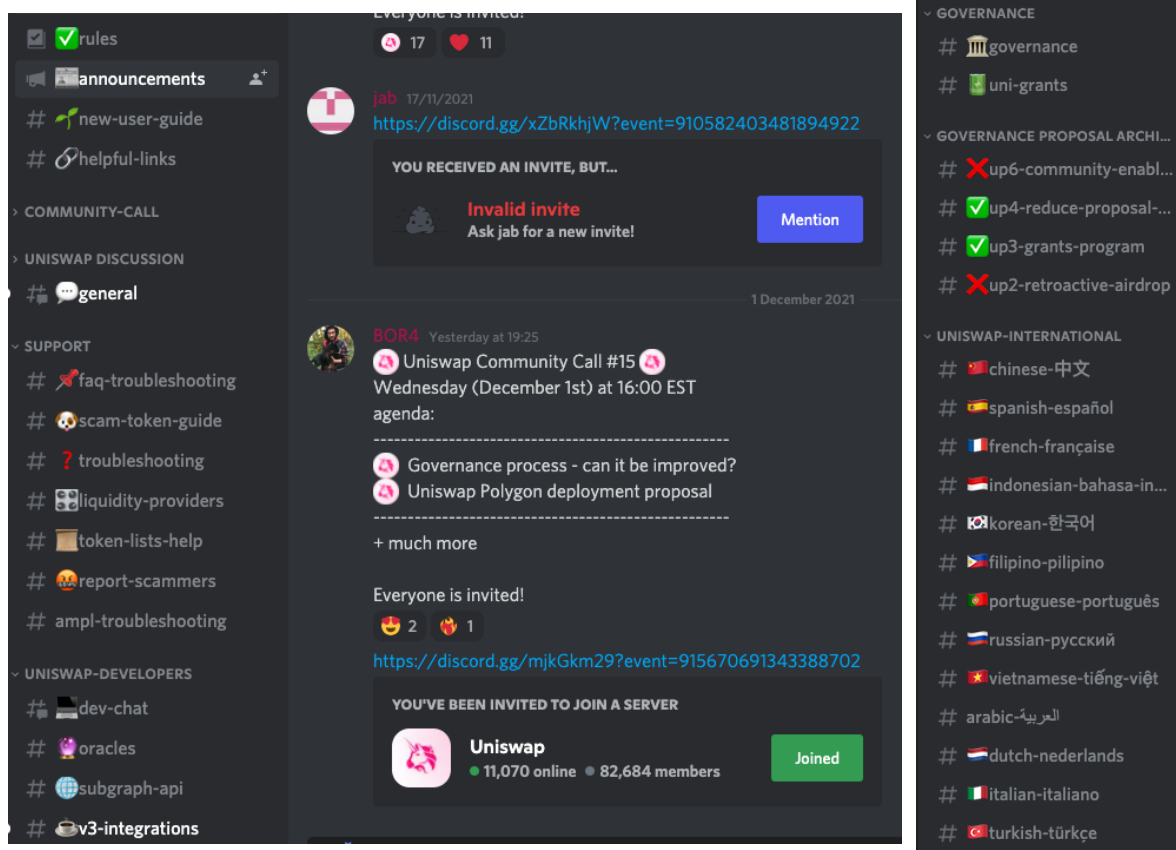 rules
announcements
new-user-guide
helpful-links
COMMUNITY-CALL
UNISWAP DISCUSSION
general
SUPPORT
faq-troubleshooting
scam-token-guide
troubleshooting
liquidity-providers
token-lists-help
report-scammers
ampl-troubleshooting
UNISWAP-DEVELOPERS
dev-chat
oracles
subgraph-api
v3-integrations
Everyone is invited!
17 11
jab 17/11/2021
https://discord.gg/xZbRkhjW?event=910582403481894922
YOU RECEIVED AN INVITE, BUT...
Invalid invite
Ask jab for a new invite!
Mention
1 December 2021
BOR4 Yesterday at 19:25
Uniswap Community Call #15
Wednesday (December 1st) at 16:00 EST
agenda:
----------------------------------------------------
Governance process - can it be improved?
Uniswap Polygon deployment proposal
----------------------------------------------------
+ much more
Everyone is invited!
2 1
https://discord.gg/mjkGkm29?event=915670691343388702
YOU'VE BEEN INVITED TO JOIN A SERVER
Uniswap
11,070 online 82,684 members
Joined
GOVERNANCE
governance
uni-grants
GOVERNANCE PROPOSAL ARCHI...
up6-community-enabl...
up4-reduce-proposal-...
up3-grants-program
up2-retroactive-airdrop
UNISWAP-INTERNATIONAL
chinese-中文
spanish-español
french-française
indonesian-bahasa-in...
korean-한국어
filipino-pilipino
portuguese-português
russian-русский
vietnamese-tiếng-việt
arabic-العربية
dutch-nederlands
italian-italiano
turkish-türkçe